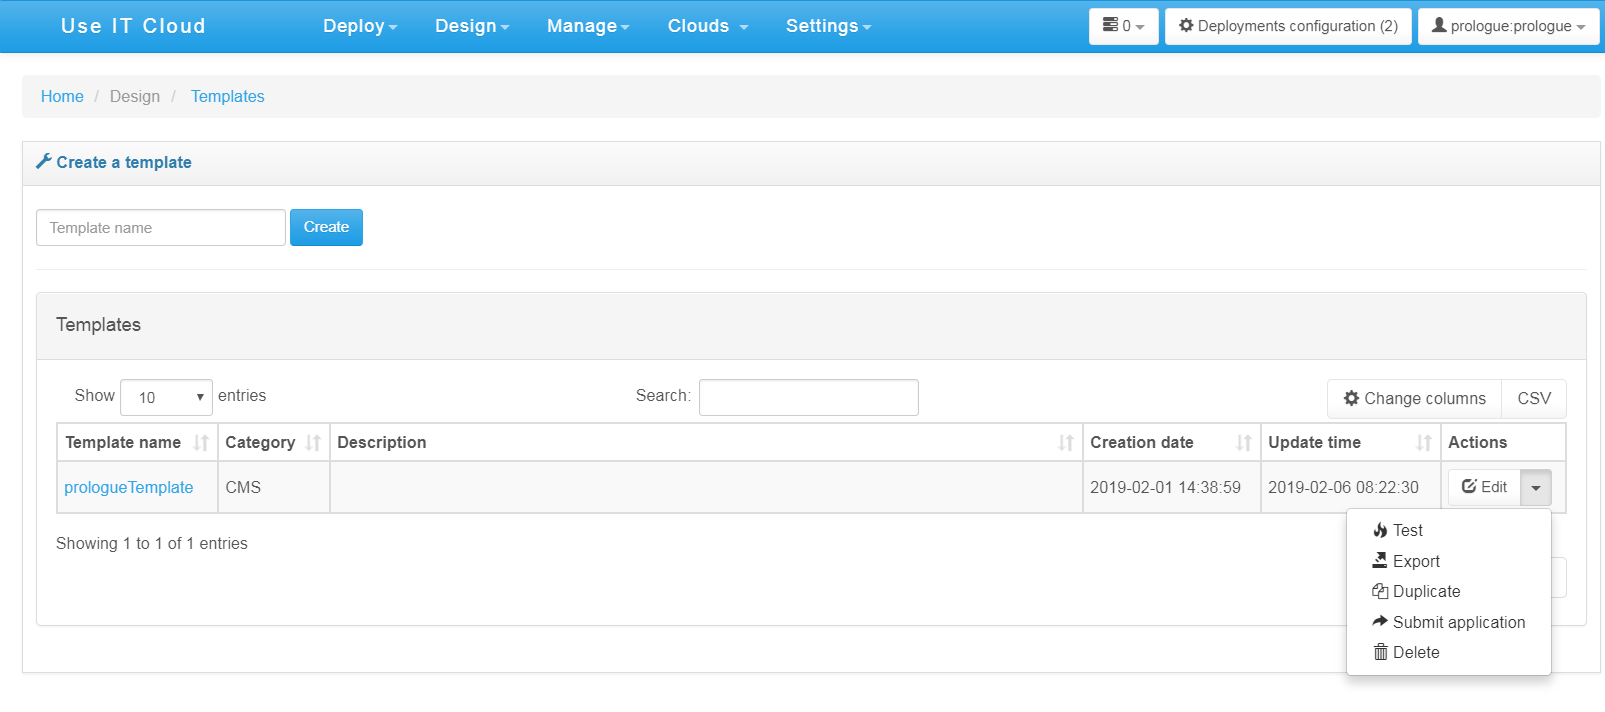 Use IT Cloud Deploy Design Manage Clouds Settings 0 Deployments configuration (2) prologue:prologue
Home / Design / Templates
Create a template
Template name Create
Templates
Show 10 entries Search: Change columns CSV
Template name Category Description Creation date Update time Actions
prologueTemplate CMS 2019-02-01 14:38:59 2019-02-06 08:22:30 Edit
Test
Showing 1 to 1 of 1 entries
Export
Duplicate
Submit application
Delete